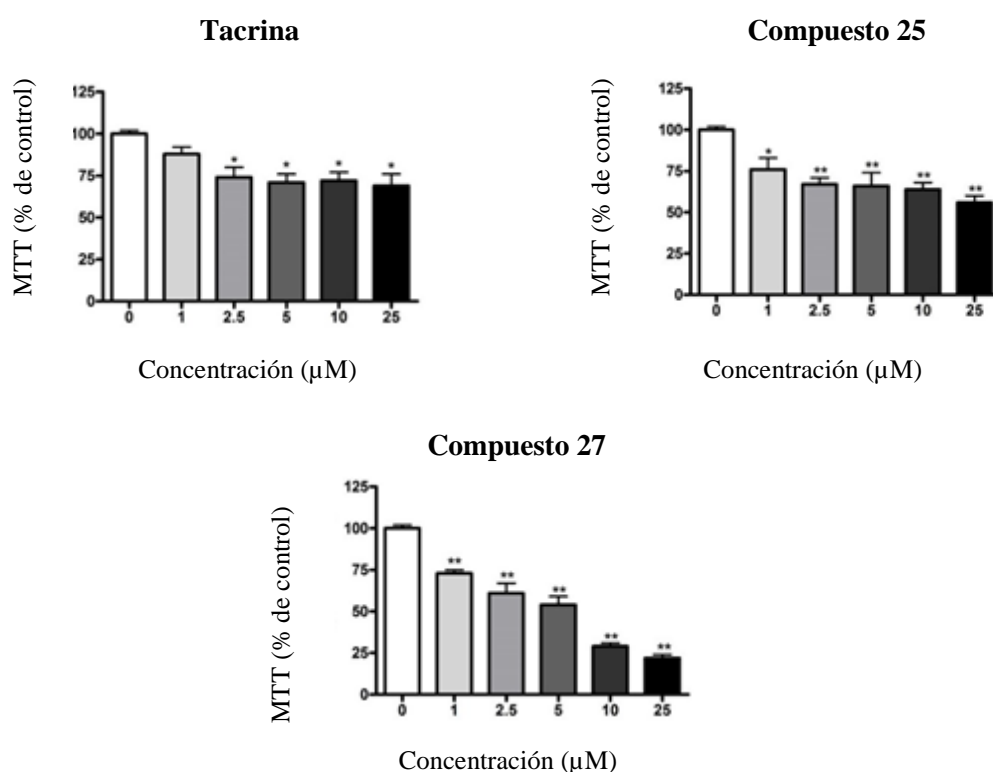 Tacrina
MTT (% de control)
125
100
75
50
25
0
* * * *
0 1 2.5 5 10 25
Concentración (µM)
Compuesto 25
MTT (% de control)
125
100
75
50
25
0
* ** ** ** **
0 1 2.5 5 10 25
Concentración (µM)
Compuesto 27
MTT (% de control)
125
100
75
50
25
0
** ** ** ** **
0 1 2.5 5 10 25
Concentración (µM)